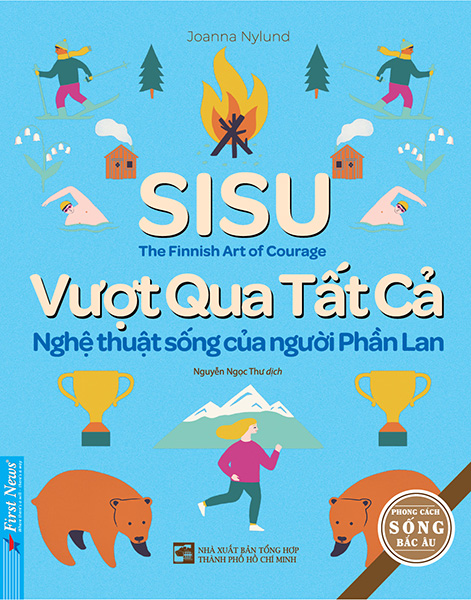 Joanna Nylund
SISU
The Finnish Art of Courage
Vượt Qua Tất Cả
Nghệ thuật sống của người Phần Lan
Nguyễn Ngọc Thư dịch
First News®
PHONG CÁCH
SỐNG
BẮC ÂU
NHÀ XUẤT BẢN TỔNG HỢP
THÀNH PHỐ HỒ CHÍ MINH